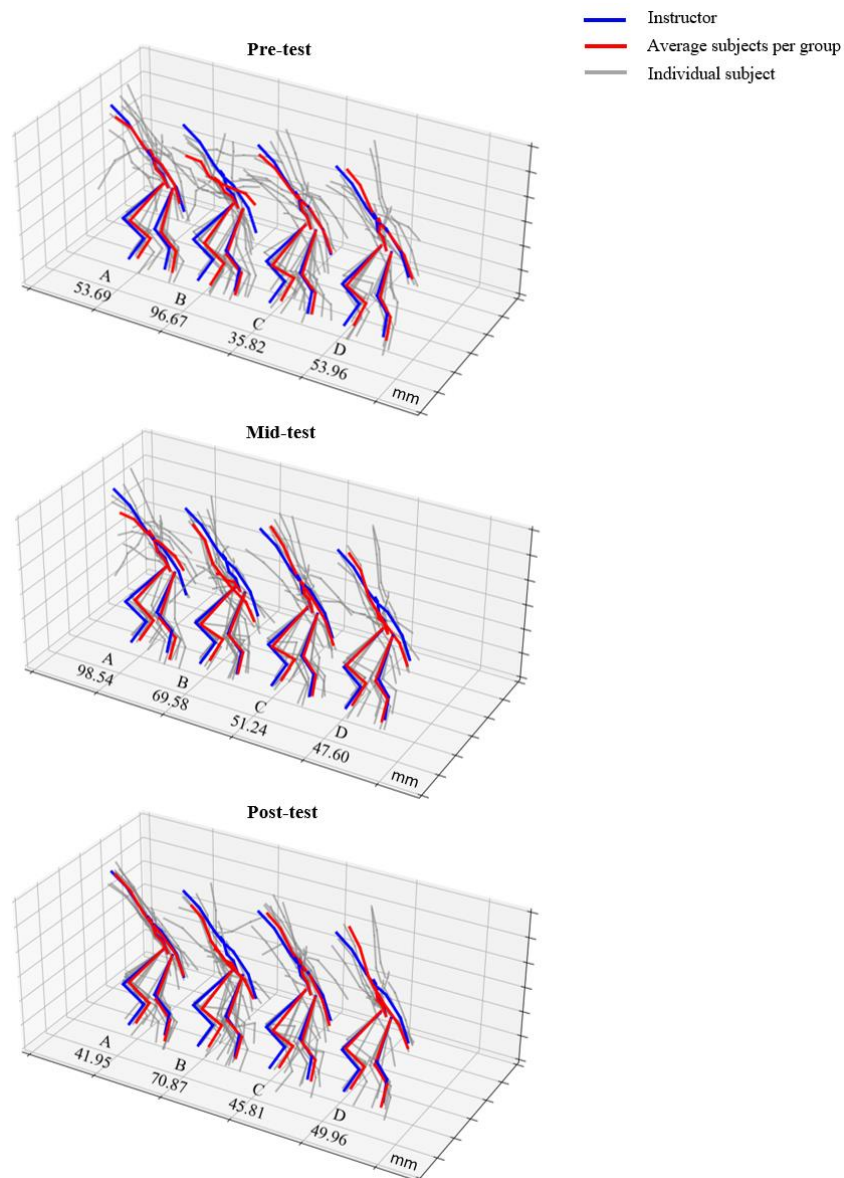 Instructor
Average subjects per group
Individual subject
Pre-test
A
53.69
B
96.67
C
35.82
D
53.96
mm
Mid-test
A
98.54
B
69.58
C
51.24
D
47.60
mm
Post-test
A
41.95
B
70.87
C
45.81
D
49.96
mm